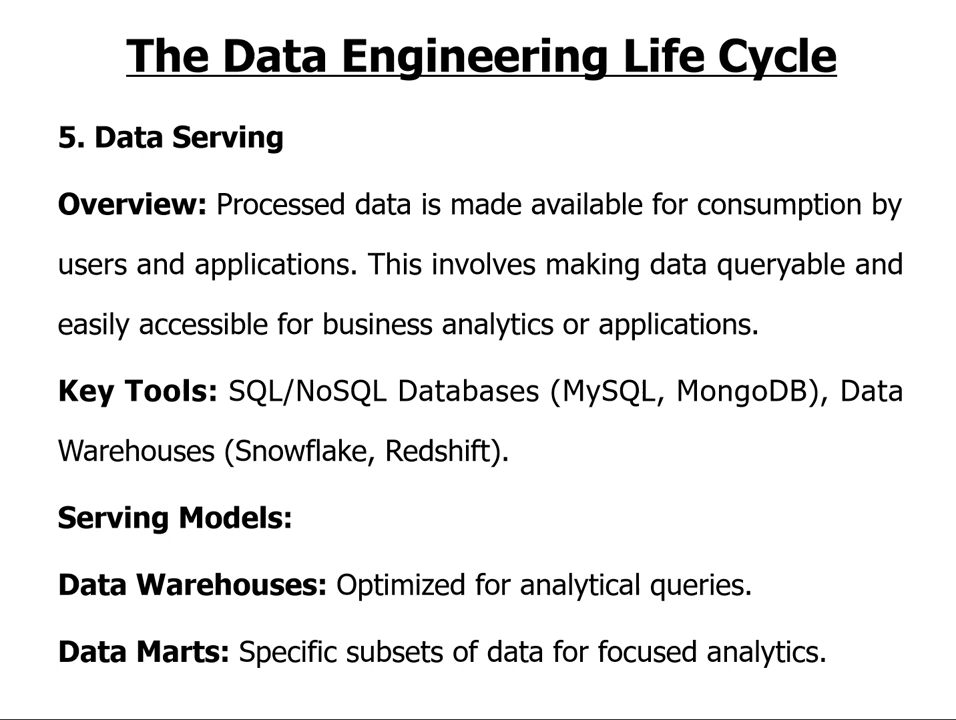 The Data Engineering Life Cycle
5. Data Serving
Overview: Processed data is made available for consumption by
users and applications. This involves making data queryable and
easily accessible for business analytics or applications.
Key Tools: SQL/NoSQL Databases (MySQL, MongoDB), Data
Warehouses (Snowflake, Redshift).
Serving Models:
Data Warehouses: Optimized for analytical queries.
Data Marts: Specific subsets of data for focused analytics.